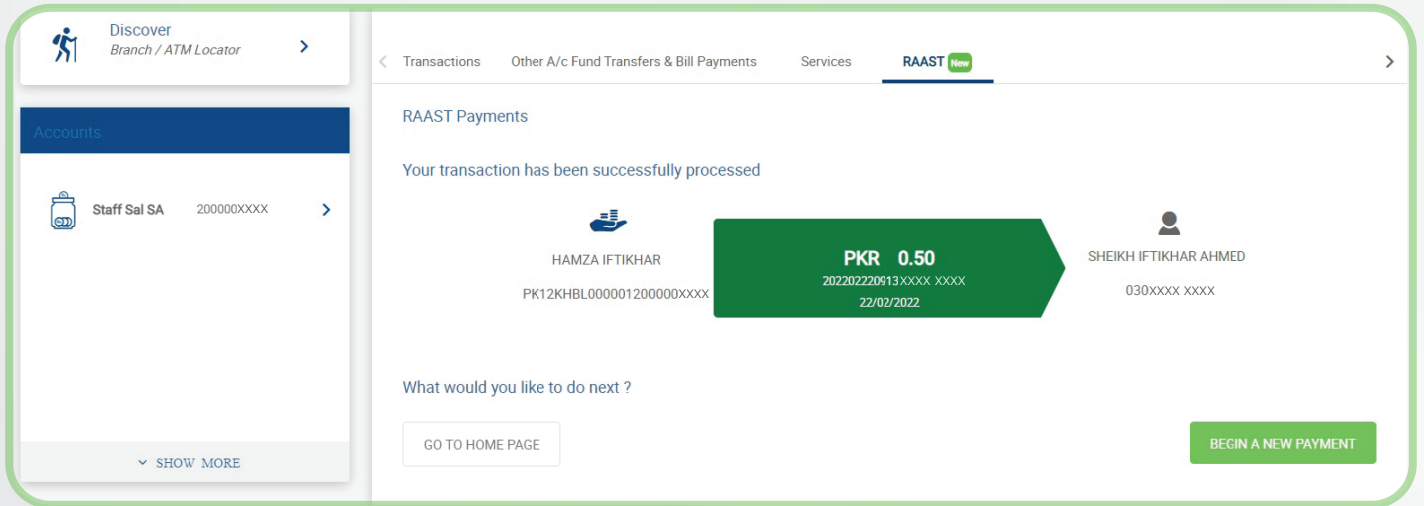 Discover
Branch / ATM Locator
Accounts
Staff Sal SA 200000XXXX
SHOW MORE
Transactions Other A/c Fund Transfers & Bill Payments Services RAAST New
RAAST Payments
Your transaction has been successfully processed
HAMZA IFTIKHAR
PK12KHBL000001200000XXXX
PKR 0.50
202202220913XXXX XXXX
22/02/2022
SHEIKH IFTIKHAR AHMED
030XXXX XXXX
What would you like to do next ?
GO TO HOME PAGE
BEGIN A NEW PAYMENT